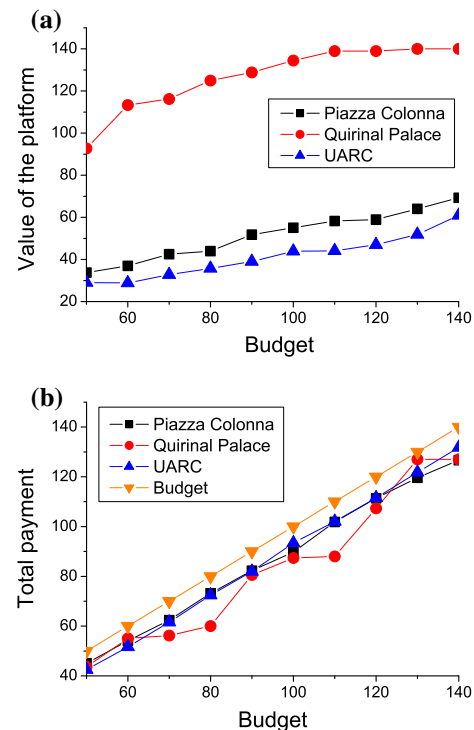 (a)
140
120
100
80
60
40
20
Value of the platform
Piazza Colonna
Quirinal Palace
UARC
60 80 100 120 140
Budget
(b)
140
120
100
80
60
40
Total payment
Piazza Colonna
Quirinal Palace
UARC
Budget
60 80 100 120 140
Budget